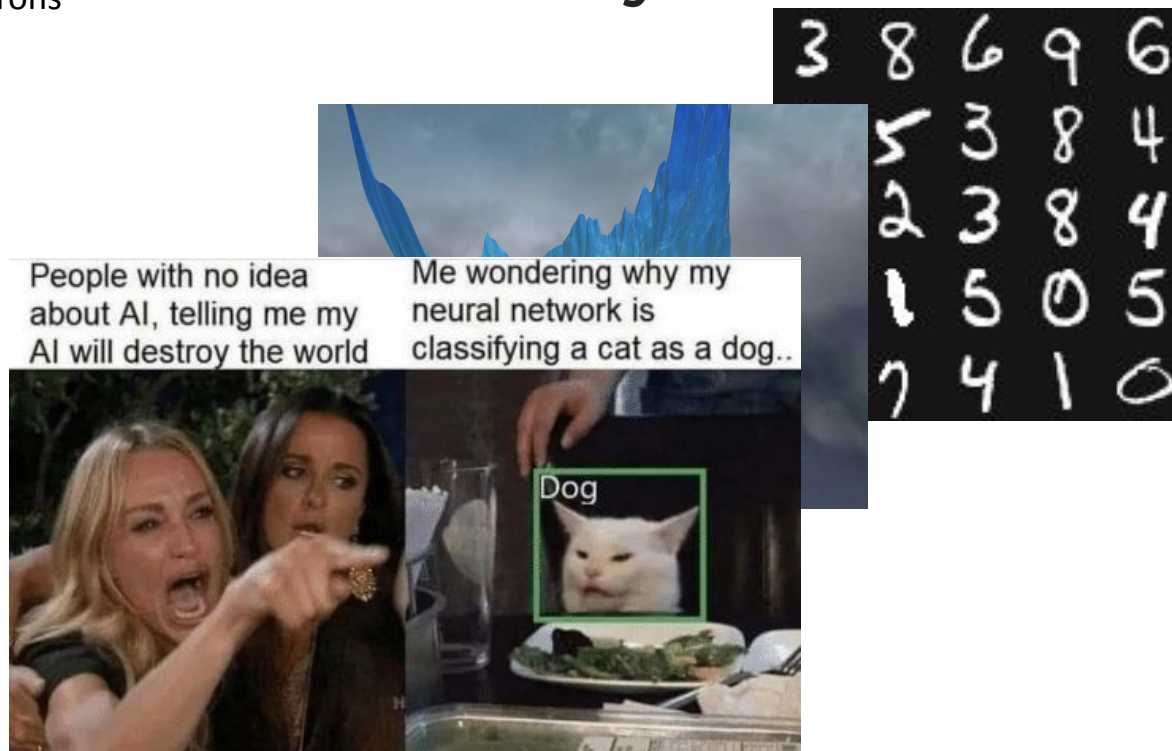 3 8 6 9 6
5 3 8 4
2 3 8 4
1 5 0 5
7 4 1 0
People with no idea
about AI, telling me my
AI will destroy the world
Me wondering why my
neural network is
classifying a cat as a dog..
Dog